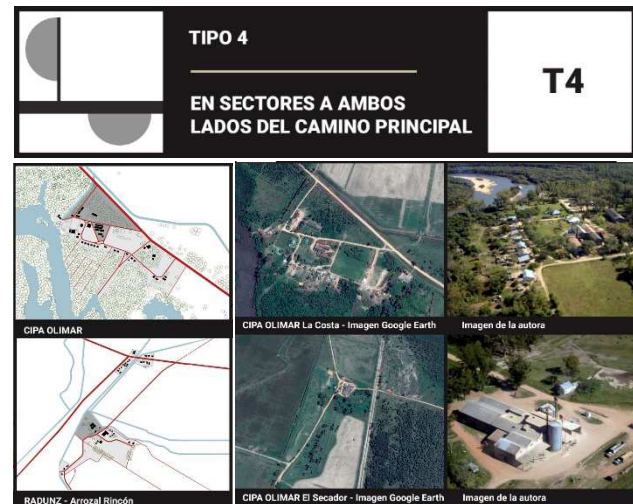 TIPO 4
EN SECTORES A AMBOS
LADOS DEL CAMINO PRINCIPAL
T4
CIPA OLIMAR
CIPA OLIMAR La Costa - Imagen Google Earth
Imagen de la autora
RADUNZ - Arrozal Rincón
CIPA OLIMAR El Secador - Imagen Google Earth
Imagen de la autora